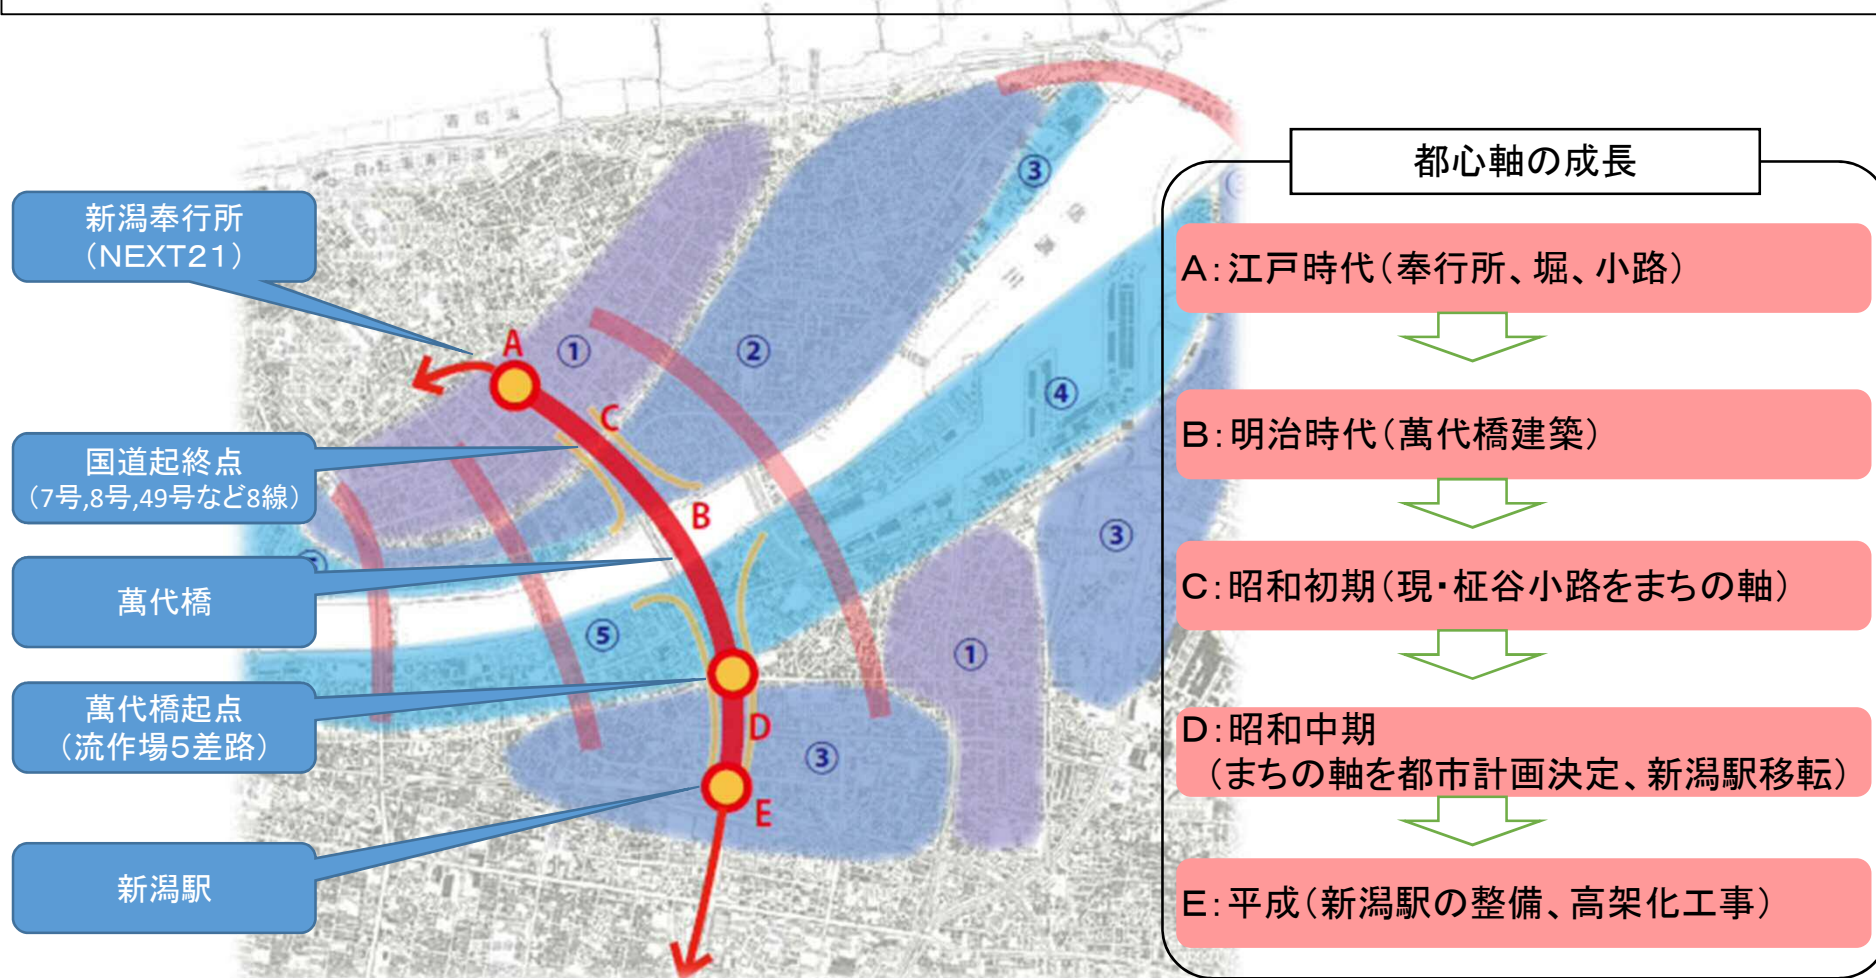 新潟奉行所
（NEXT21）
国道起終点
（7号,8号,49号など8線）
萬代橋
萬代橋起点
（流作場５差路）
新潟駅
A
①
C
②
③
B
④
⑤
③
①
D
③
E
都心軸の成長
A：江戸時代（奉行所、堀、小路）
B：明治時代（萬代橋建築）
C：昭和初期（現・柾谷小路をまちの軸）
D：昭和中期
（まちの軸を都市計画決定、新潟駅移転）
E：平成（新潟駅の整備、高架化工事）